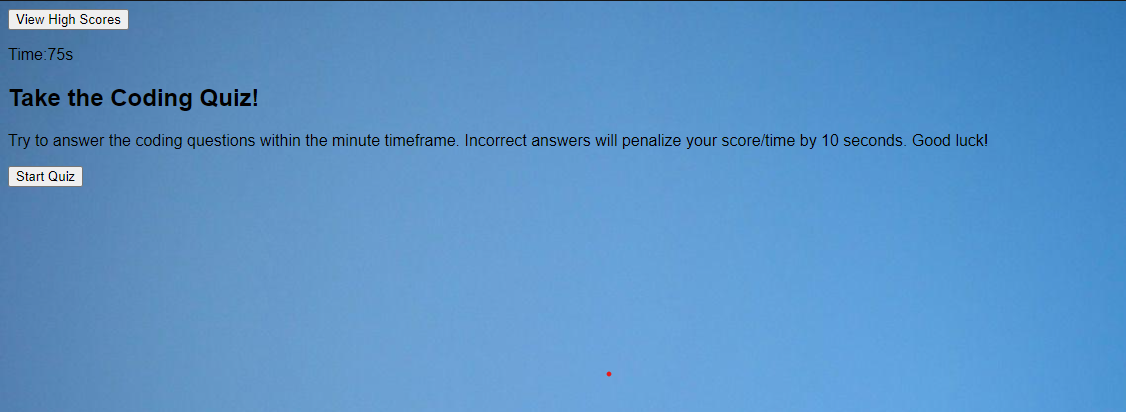 View High Scores
Time:75s
Take the Coding Quiz!
Try to answer the coding questions within the minute timeframe. Incorrect answers will penalize your score/time by 10 seconds. Good luck!
Start Quiz